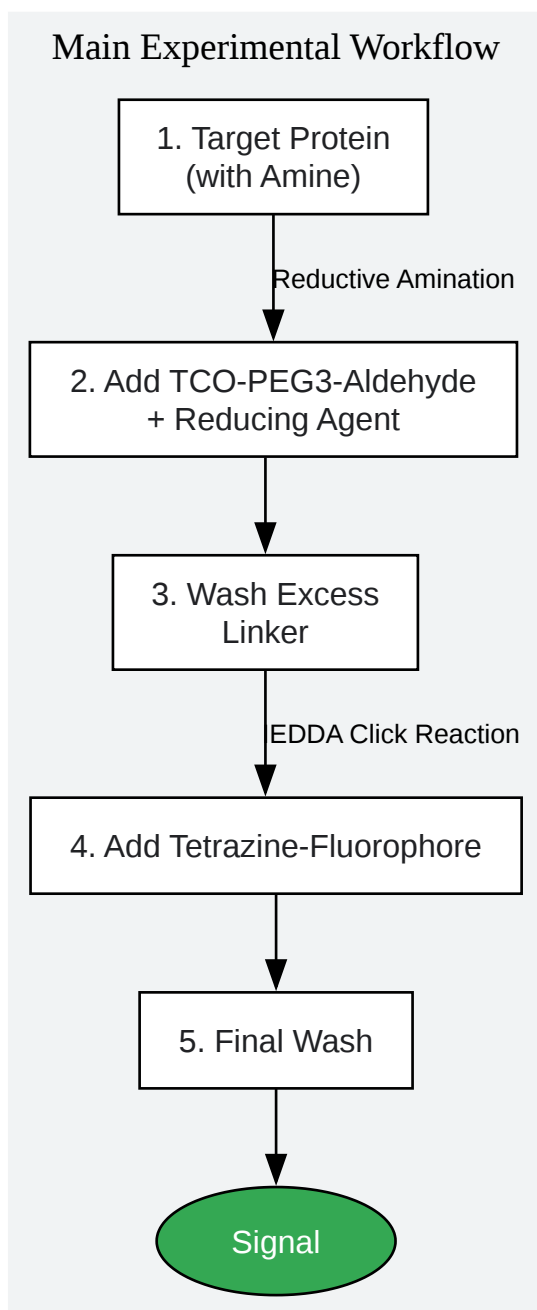 Main Experimental Workflow
1. Target Protein
(with Amine)
Reductive Amination
2. Add TCO-PEG3-Aldehyde
+ Reducing Agent
3. Wash Excess
Linker
IEDDA Click Reaction
4. Add Tetrazine-Fluorophore
5. Final Wash
Signal